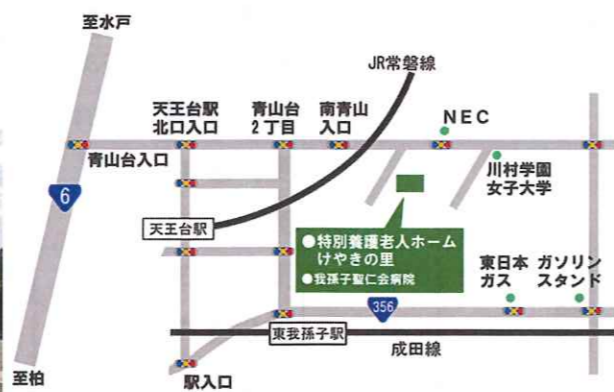 至水戸
JR常磐線
天王台駅
北口入口
青山台
2丁目
南青山
入口
NEC
青山台入口
川村学園
女子大学
6
天王台駅
●特別養護老人ホーム
けやきの里
●我孫子聖仁会病院
東日本
ガス
ガソリン
スタンド
356
東我孫子駅
成田線
至柏
駅入口